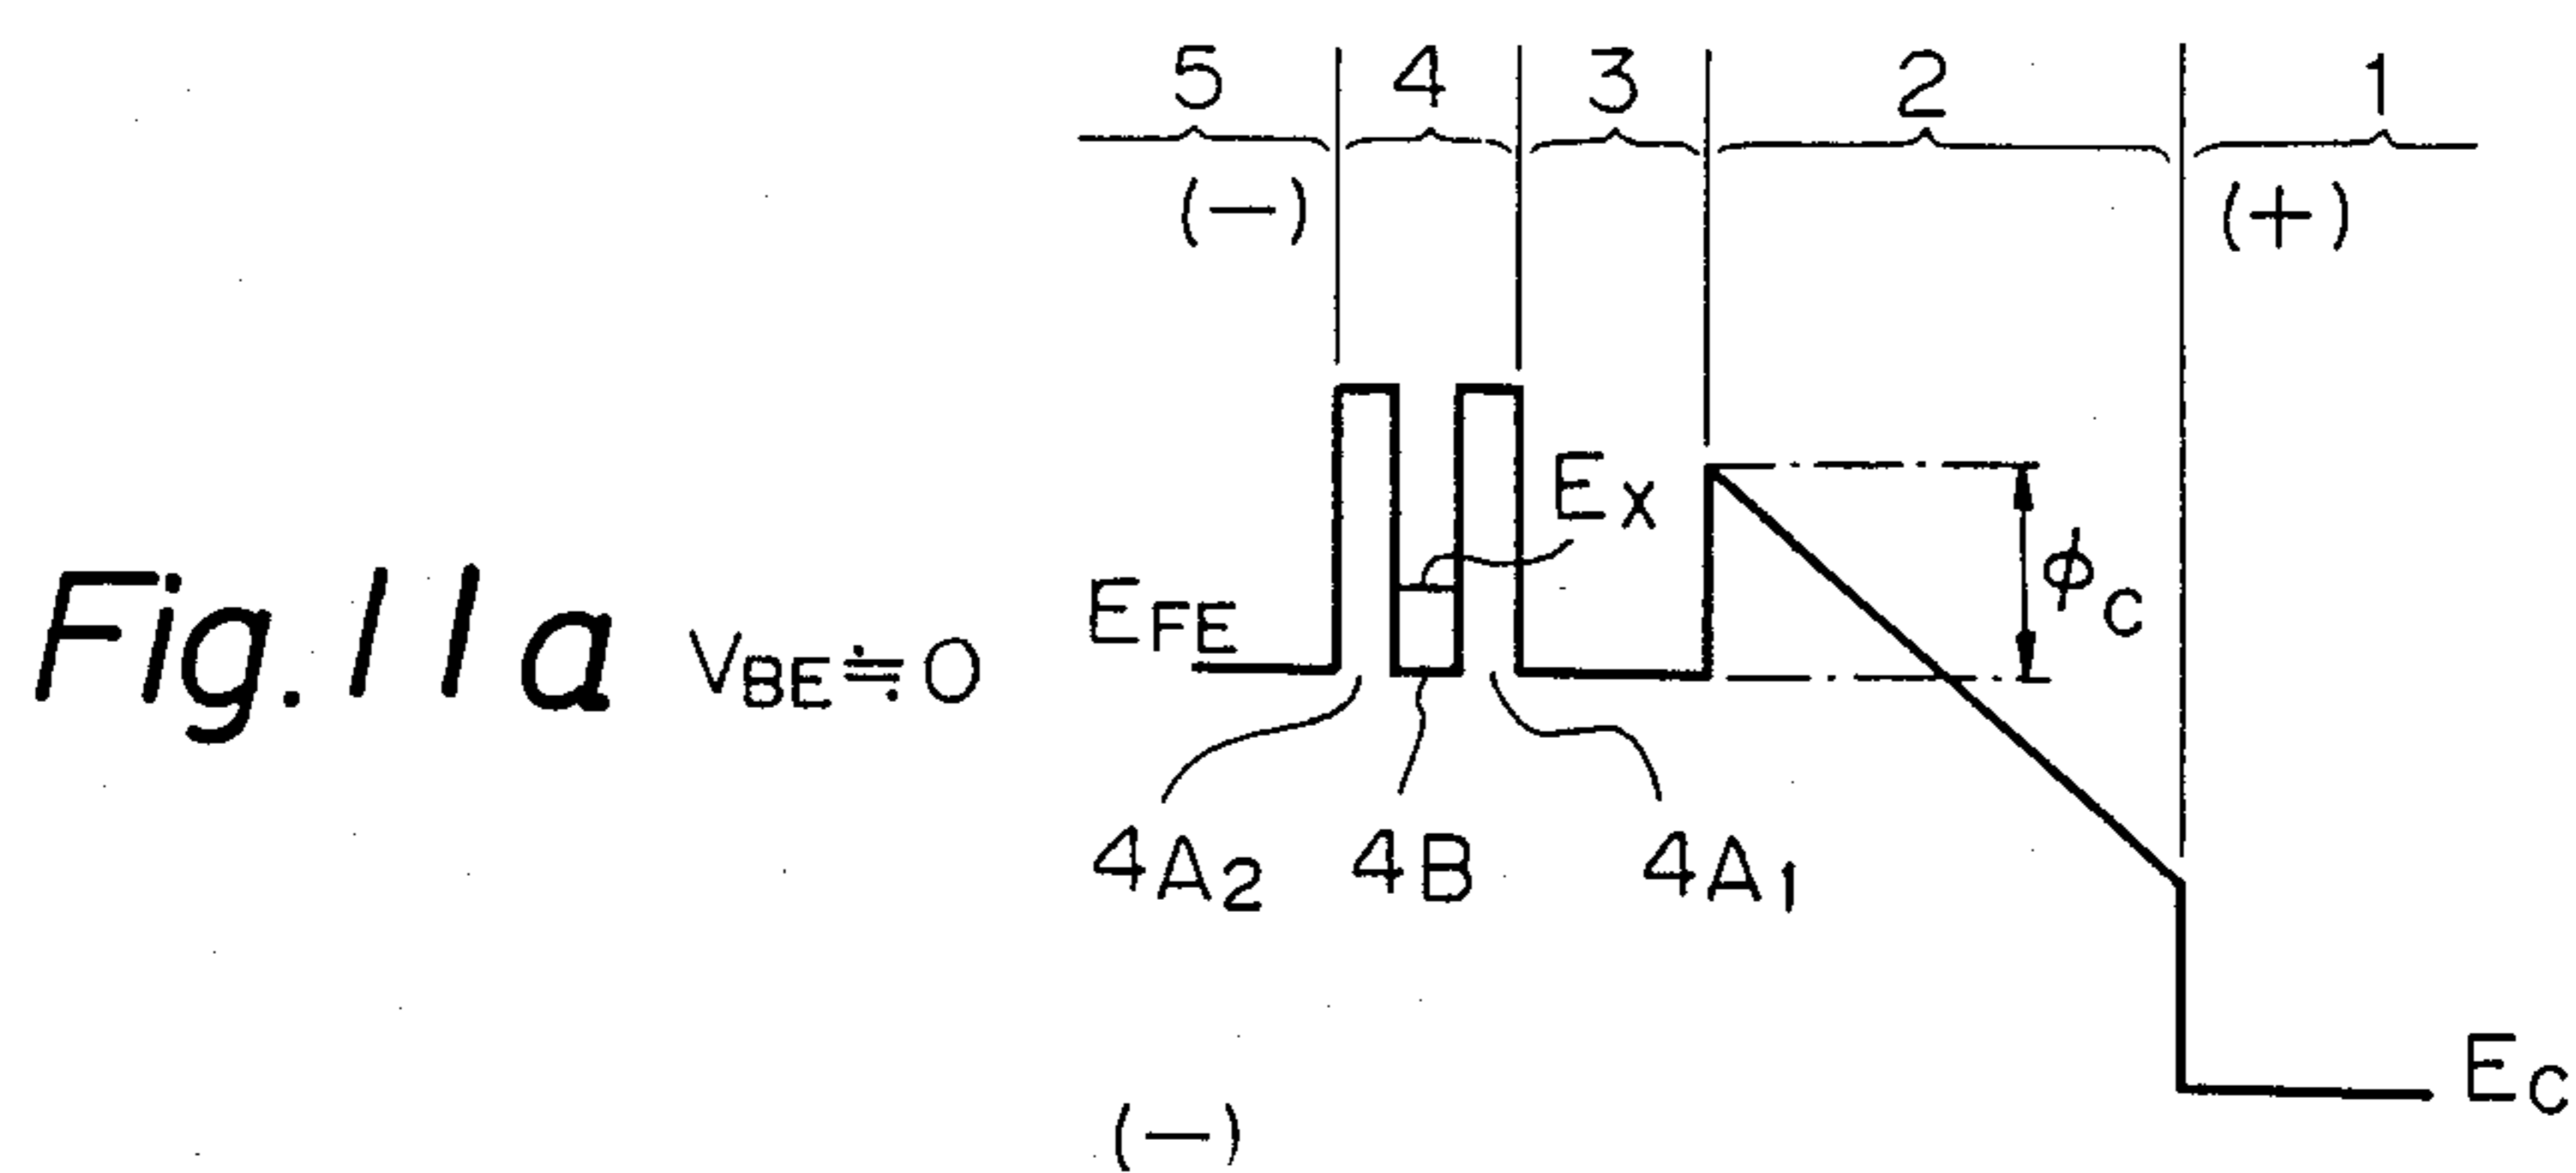 5 4 3 2 1
(−) (+)
Ex
ϕC
EFE
Fig. 11a VBE≒0
4A2 4B 4A1
EC
(−)